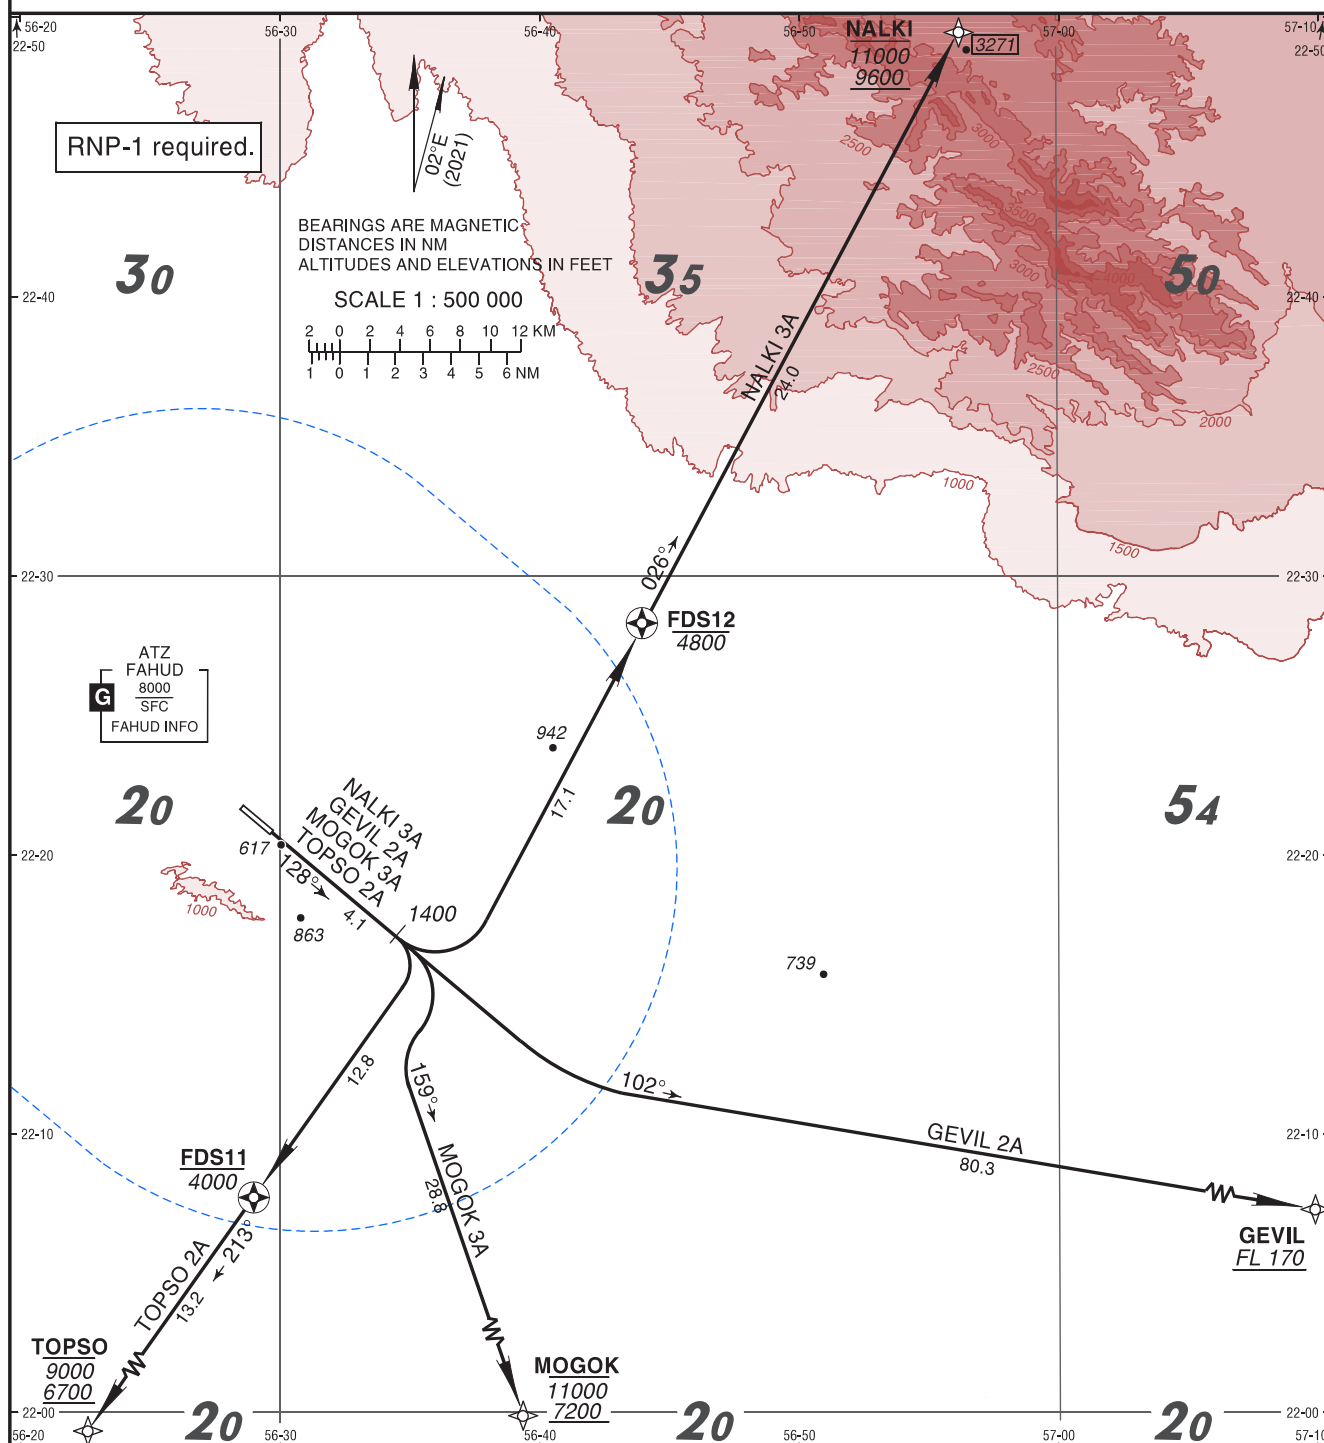 56-20
56-30
56-40
56-50
57-00
57-10
22-50
22-50
NALKI
11000
9600
3271
RNP-1 required.
02°E
(2021)
2500
3000
3500
3000
4000
2500
2000
1000
1500
BEARINGS ARE MAGNETIC
DISTANCES IN NM
ALTITUDES AND ELEVATIONS IN FEET
SCALE 1 : 500 000
2 0 2 4 6 8 10 12 KM
1 0 1 2 3 4 5 6 NM
30
35
50
22-40
22-40
NALKI 3A
24.0
22-30
22-30
026°
FDS12
4800
ATZ
FAHUD
8000
SFC
G
FAHUD INFO
942
17.1
20
20
54
NALKI 3A
GEVIL 2A
MOGOK 3A
TOPSO 2A
617
128°
4.1
1400
22-20
22-20
1000
863
739
12.8
159°
102°
GEVIL 2A
80.3
22-10
22-10
FDS11
4000
MOGOK 3A
28.8
213°
TOPSO 2A
13.2
GEVIL
FL 170
TOPSO
9000
6700
MOGOK
11000
7200
20
20
20
22-00
22-00
56-20
56-30
56-40
56-50
57-00
57-10